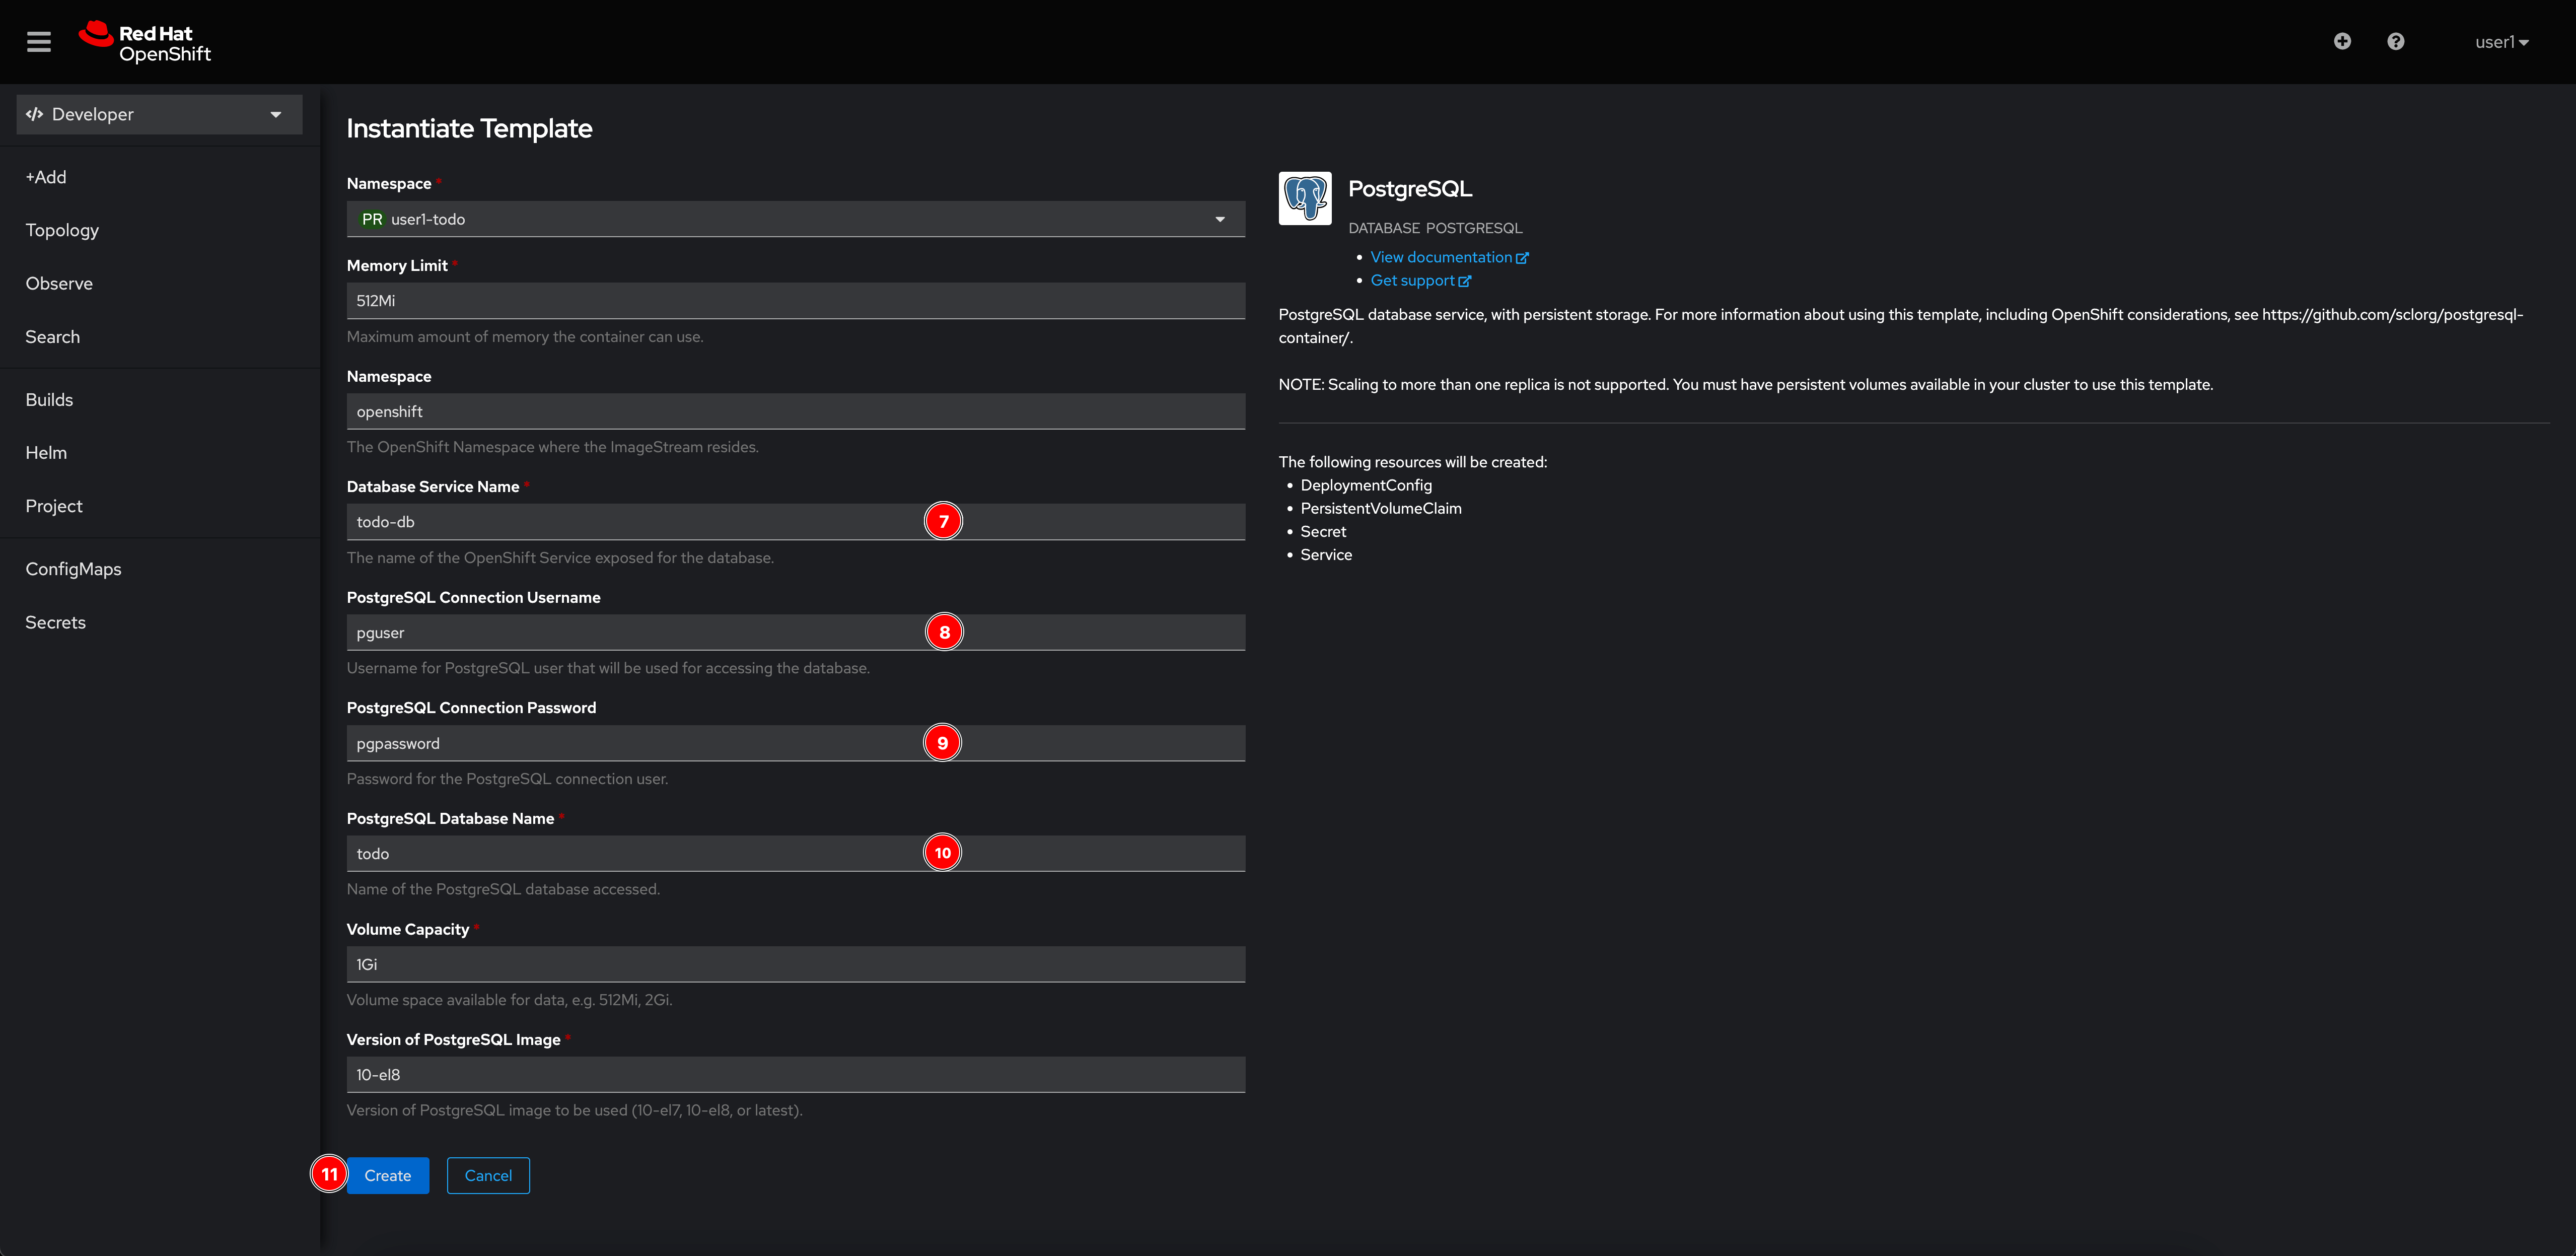 Red Hat
OpenShift
user1
Developer
+Add
Topology
Observe
Search
Builds
Helm
Project
ConfigMaps
Secrets
Instantiate Template
Namespace *
PR user1-todo
Memory Limit *
512Mi
Maximum amount of memory the container can use.
Namespace
openshift
The OpenShift Namespace where the ImageStream resides.
Database Service Name *
todo-db
7
The name of the OpenShift Service exposed for the database.
PostgreSQL Connection Username
pguser
8
Username for PostgreSQL user that will be used for accessing the database.
PostgreSQL Connection Password
pgpassword
9
Password for the PostgreSQL connection user.
PostgreSQL Database Name *
todo
10
Name of the PostgreSQL database accessed.
Volume Capacity *
1Gi
Volume space available for data, e.g. 512Mi, 2Gi.
Version of PostgreSQL Image *
10-el8
Version of PostgreSQL image to be used (10-el7, 10-el8, or latest).
11
Create
Cancel
PostgreSQL
DATABASE POSTGRESQL
• View documentation
• Get support
PostgreSQL database service, with persistent storage. For more information about using this template, including OpenShift considerations, see https://github.com/sclorg/postgresql-
container/.
NOTE: Scaling to more than one replica is not supported. You must have persistent volumes available in your cluster to use this template.
The following resources will be created:
• DeploymentConfig
• PersistentVolumeClaim
• Secret
• Service